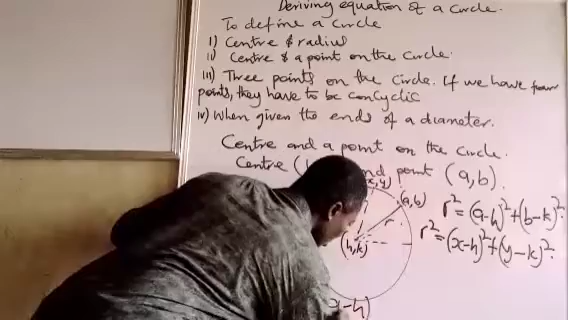 Deriving equation of a circle.
To define a circle
i) Centre & radius
ii) Centre & a point on the circle.
iii) Three points on the circle. If we have four
points, they have to be concyclic
iv) When given the ends of a diameter.
Centre and a point on the circle.
Centre ( and point (a,b).
(x,y)
(a,b)
r
(h,k)
r²=(a-h)²+(b-k)².
r²=(x-h)²+(y-k)².
x-h)